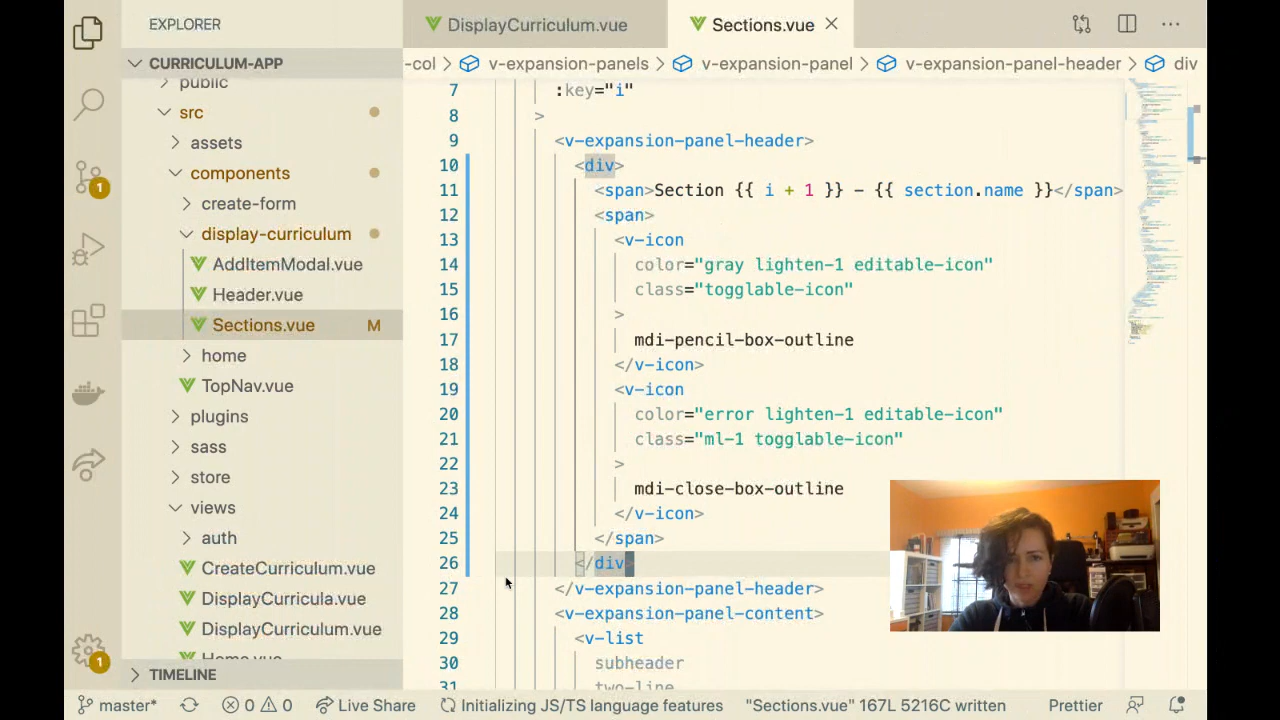 EXPLORER
CURRICULUM-APP
public
src
assets
components
create-form
display-curriculum
AddItemModal.vue
Header.vue
Sections.vue M
home
TopNav.vue
plugins
sass
store
views
auth
CreateCurriculum.vue
DisplayCurricula.vue
DisplayCurriculum.vue
Home.vue
TIMELINE
DisplayCurriculum.vue Sections.vue
-col > v-expansion-panels > v-expansion-panel > v-expansion-panel-header > div
7 :key="i"
8 >
9 <v-expansion-panel-header>
10 <div>
11 <span>Section {{ i + 1 }} - {{ section.name }}</span>
12 <span>
13 <v-icon
14 color="gray lighten-1 editable-icon"
15 class="togglable-icon"
16 >
17 mdi-pencil-box-outline
18 </v-icon>
19 <v-icon
20 color="error lighten-1 editable-icon"
21 class="ml-1 togglable-icon"
22 >
23 mdi-close-box-outline
24 </v-icon>
25 </span>
26 </div>
27 </v-expansion-panel-header>
28 <v-expansion-panel-content>
29 <v-list
30 subheader
31 two-line
1
1
master* 0 0 Live Share Initializing JS/TS language features "Sections.vue" 167L 5216C written Prettier